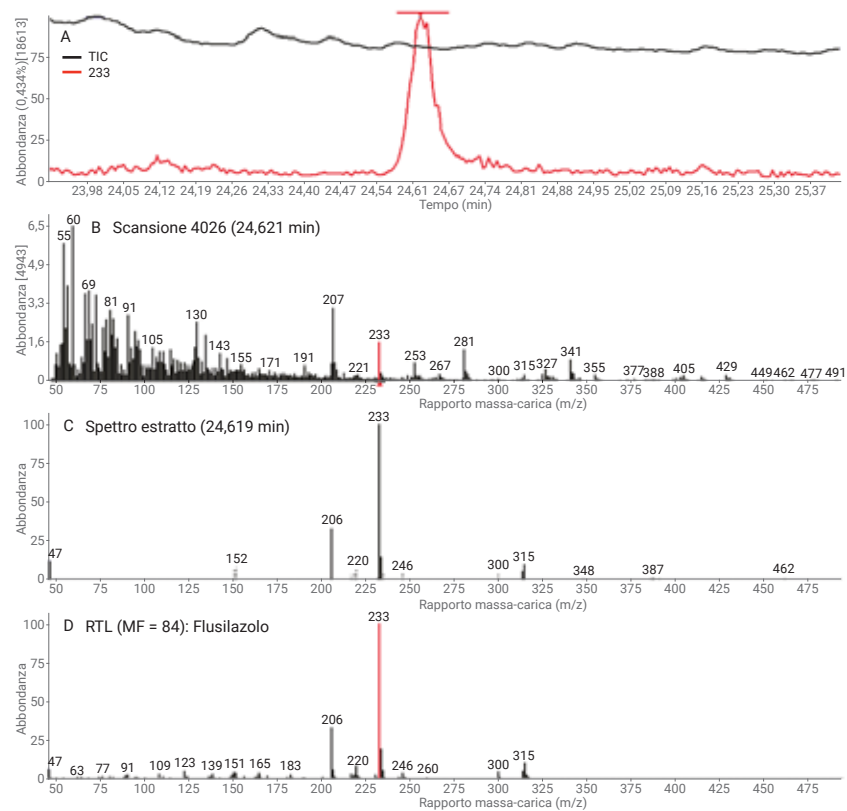 A
TIC
233
Abbondanza (0,434%)[18613]
75
50
25
0
23,98 24,05 24,12 24,19 24,26 24,33 24,40 24,47 24,54 24,61 24,67 24,74 24,81 24,88 24,95 25,02 25,09 25,16 25,23 25,30 25,37
Tempo (min)
B Scansione 4026 (24,621 min)
Abbondanza [4943]
6,5
4,9
3,3
1,6
0
55 60 69 81 91 105 130 143 155 171 191 207 221 233 253 267 281 300 315 327 341 355 377 388 405 429 449 462 477 491
50 75 100 125 150 175 200 225 250 275 300 325 350 375 400 425 450 475
Rapporto massa-carica (m/z)
C Spettro estratto (24,619 min)
Abbondanza
100
75
50
25
0
47 152 206 220 233 246 300 315 348 387 462
50 75 100 125 150 175 200 225 250 275 300 325 350 375 400 425 450 475
Rapporto massa-carica (m/z)
D RTL (MF = 84): Flusilazolo
Abbondanza
100
75
50
25
0
47 63 77 91 109 123 139 151 165 183 206 220 233 246 260 300 315
50 75 100 125 150 175 200 225 250 275 300 325 350 375 400 425 450 475
Rapporto massa-carica (m/z)